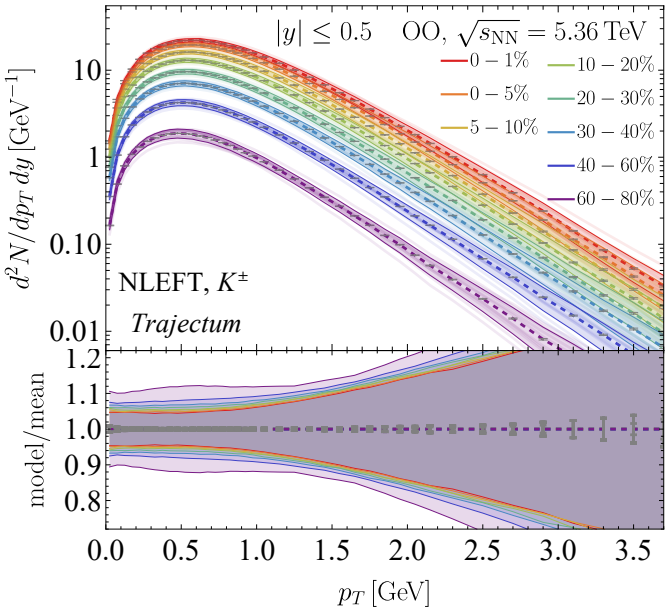 |y| ≤ 0.5 OO, √s_NN = 5.36 TeV
0 – 1% 10 – 20%
0 – 5% 20 – 30%
5 – 10% 30 – 40%
40 – 60%
60 – 80%
10
1
0.10
0.01
d²N/dp_T dy [GeV⁻¹]
NLEFT, K±
Trajectum
1.2
1.1
1.0
0.9
0.8
model/mean
0.0 0.5 1.0 1.5 2.0 2.5 3.0 3.5
p_T [GeV]